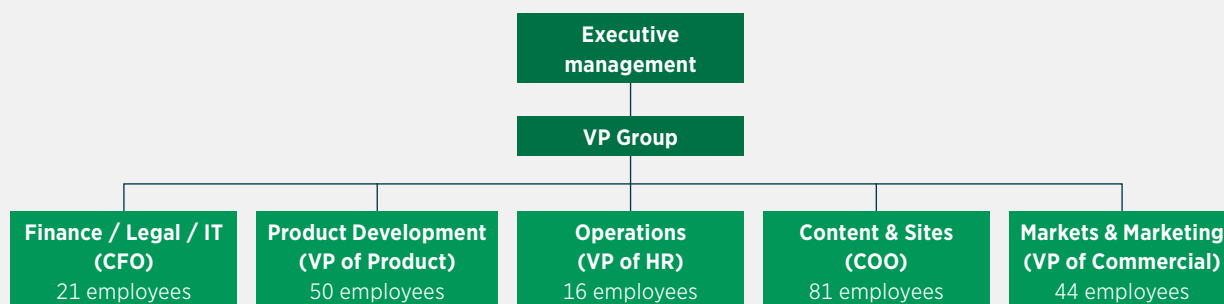 Executive
management
VP Group
Finance / Legal / IT
(CFO)
21 employees
Product Development
(VP of Product)
50 employees
Operations
(VP of HR)
16 employees
Content & Sites
(COO)
81 employees
Markets & Marketing
(VP of Commercial)
44 employees